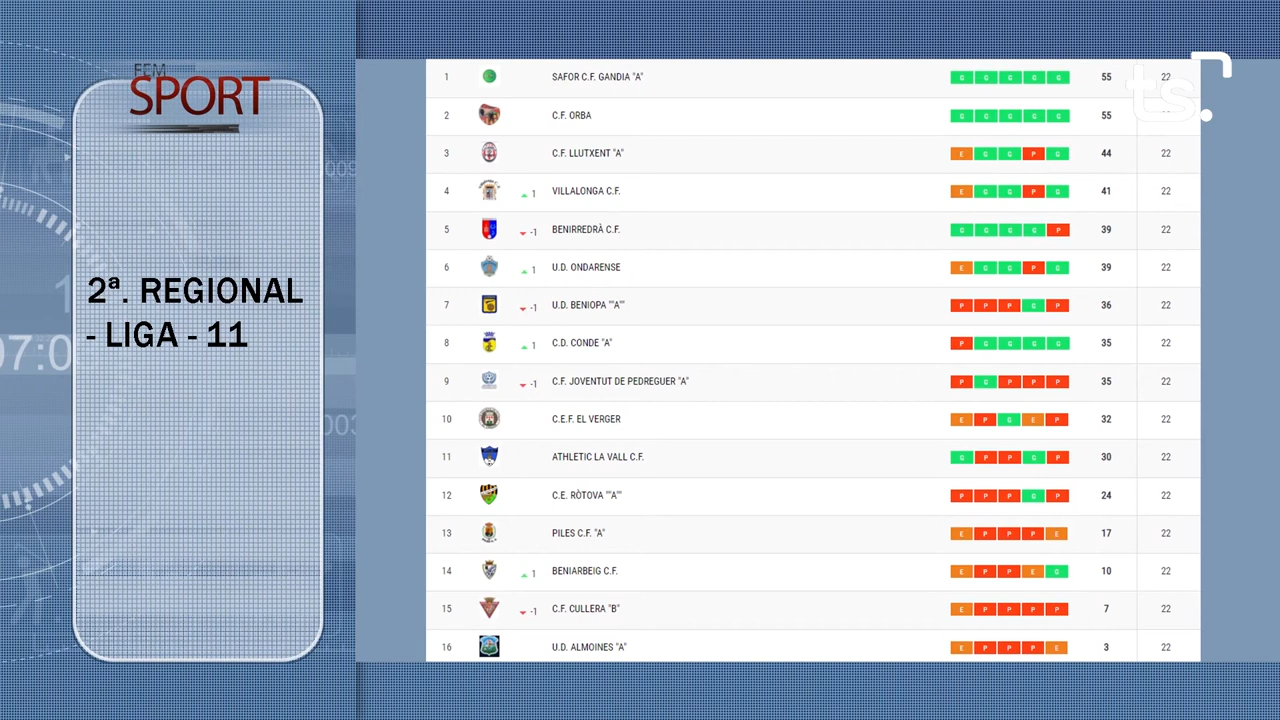 FEM
SPORT
2ª. REGIONAL
- LIGA - 11
ts.
1 SAFOR C.F. GANDIA "A" G G G G G 55 22
2 C.F. ORBA G G G G G 55
3 C.F. LLUTXENT "A" E G G P G 44 22
4 1 VILLALONGA C.F. E G G P G 41 22
5 -1 BENIRREDRÀ C.F. G G G G P 39 22
6 1 U.D. ONDARENSE E G G P G 39 22
7 -1 U.D. BENIOPA ""A"" P P P G P 36 22
8 1 C.D. CONDE "A" P G G G G 35 22
9 -1 C.F. JOVENTUT DE PEDREGUER "A" P G P P P 35 22
10 C.E.F. EL VERGER E P G E P 32 22
11 ATHLETIC LA VALL C.F. G P P G P 30 22
12 C.E. RÒTOVA ""A"" P P P G P 24 22
13 PILES C.F. "A" E P P P E 17 22
14 1 BENIARBEIG C.F. E P P E G 10 22
15 -1 C.F. CULLERA "B" E P P P P 7 22
16 U.D. ALMOINES "A" E P P P E 3 22